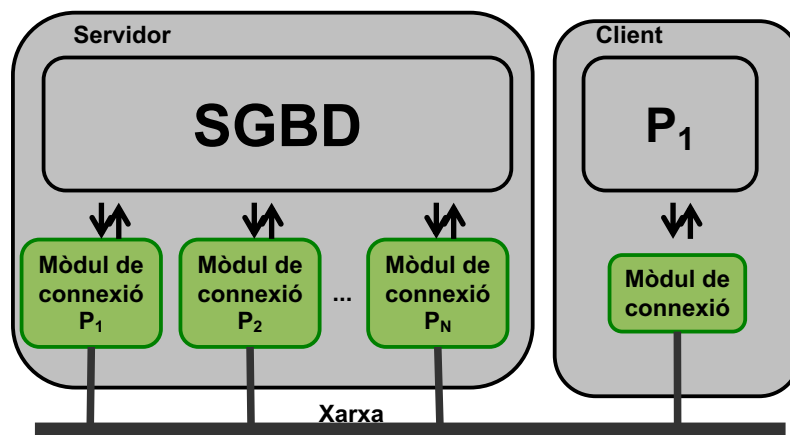 Servidor
SGBD
Mòdul de
connexió
P₁
Mòdul de
connexió
P₂
...
Mòdul de
connexió
P_N
Client
P₁
Mòdul de
connexió
Xarxa